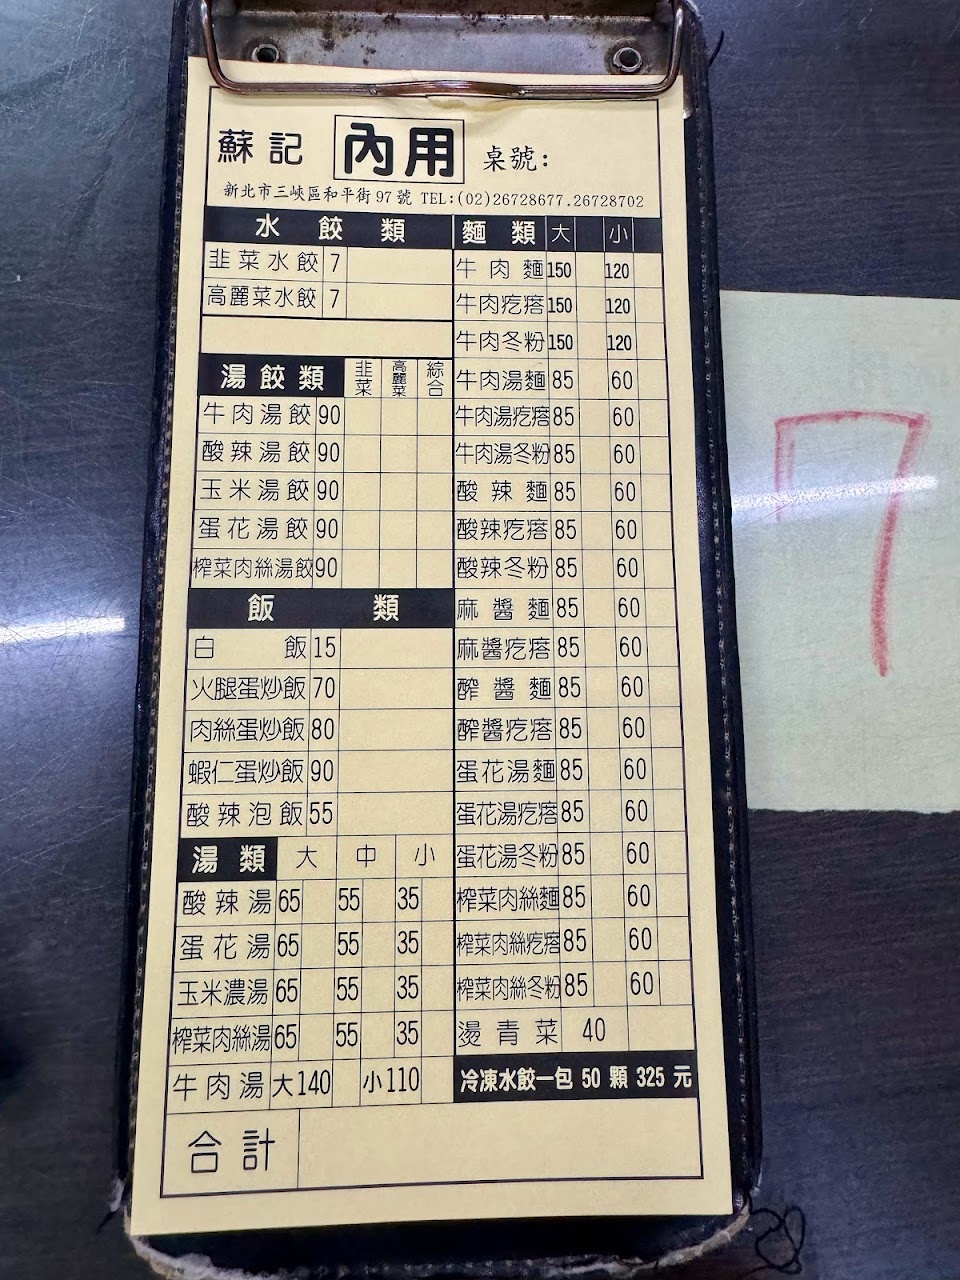 蘇記 內用 桌號:
新北市三峽區和平街97號 TEL:(02)26728677.26728702
水餃類
韭菜水餃 7
高麗菜水餃 7
湯餃類 韭菜 高麗菜 綜合
牛肉湯餃 90
酸辣湯餃 90
玉米湯餃 90
蛋花湯餃 90
榨菜肉絲湯餃 90
飯類
白飯 15
火腿蛋炒飯 70
肉絲蛋炒飯 80
蝦仁蛋炒飯 90
酸辣泡飯 55
湯類 大 中 小
酸辣湯 65 55 35
蛋花湯 65 55 35
玉米濃湯 65 55 35
榨菜肉絲湯 65 55 35
牛肉湯 大140 小110
麵類 大 小
牛肉麵 150 120
牛肉疙瘩 150 120
牛肉冬粉 150 120
牛肉湯麵 85 60
牛肉湯疙瘩 85 60
牛肉湯冬粉 85 60
酸辣麵 85 60
酸辣疙瘩 85 60
酸辣冬粉 85 60
麻醬麵 85 60
麻醬疙瘩 85 60
醡醬麵 85 60
醡醬疙瘩 85 60
蛋花湯麵 85 60
蛋花湯疙瘩 85 60
蛋花湯冬粉 85 60
榨菜肉絲麵 85 60
榨菜肉絲疙瘩 85 60
榨菜肉絲冬粉 85 60
燙青菜 40
冷凍水餃一包 50 顆 325 元
合計
7